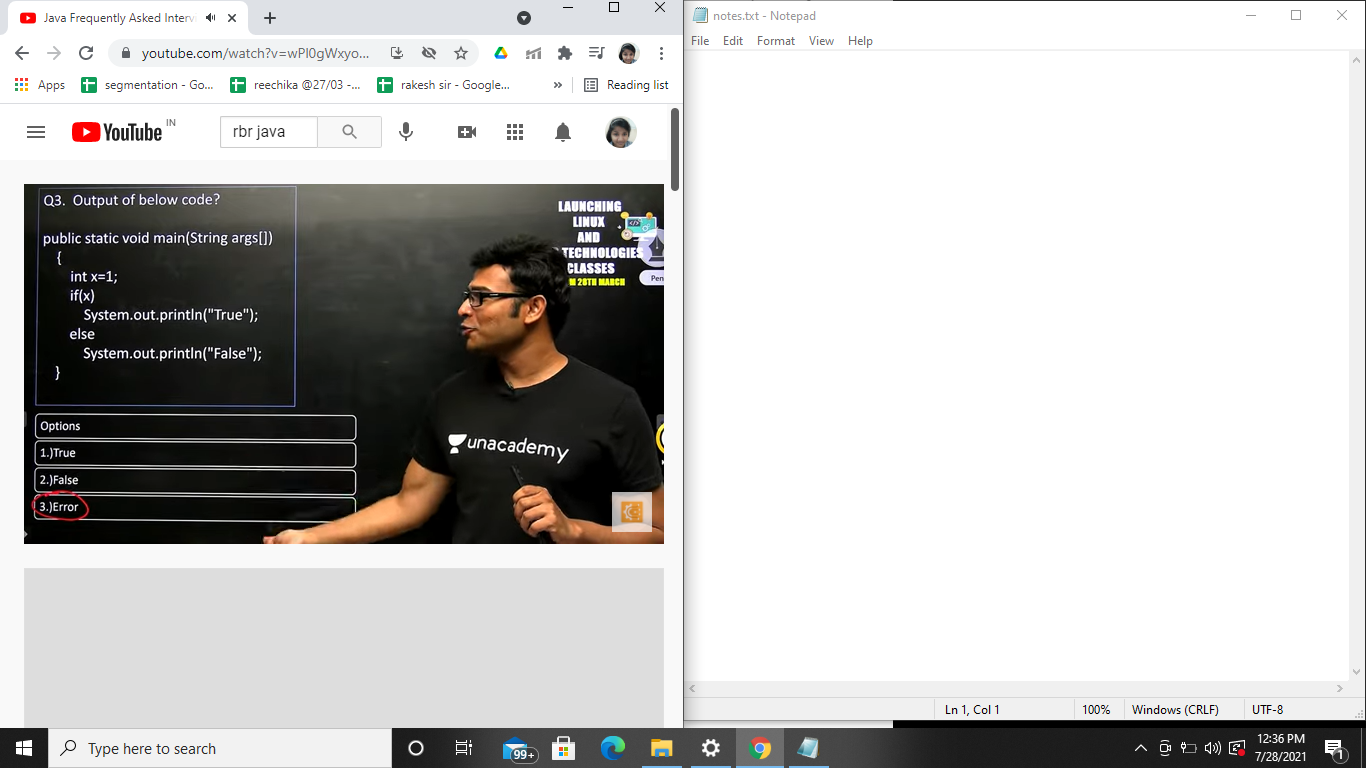 Java Frequently Asked Interv
notes.txt - Notepad
youtube.com/watch?v=wPI0gWxyo...
File Edit Format View Help
Apps segmentation - Go... reechika @27/03 -... rakesh sir - Google... » Reading list
YouTube IN
rbr java
Q3. Output of below code?
public static void main(String args[])
{
int x=1;
if(x)
System.out.println("True");
else
System.out.println("False");
}
Options
1.)True
2.)False
3.)Error
LAUNCHING
LINUX
AND
TECHNOLOGIES
CLASSES
28TH MARCH
Pen
unacademy
Ln 1, Col 1 100% Windows (CRLF) UTF-8
Type here to search
99+
12:36 PM
7/28/2021
1